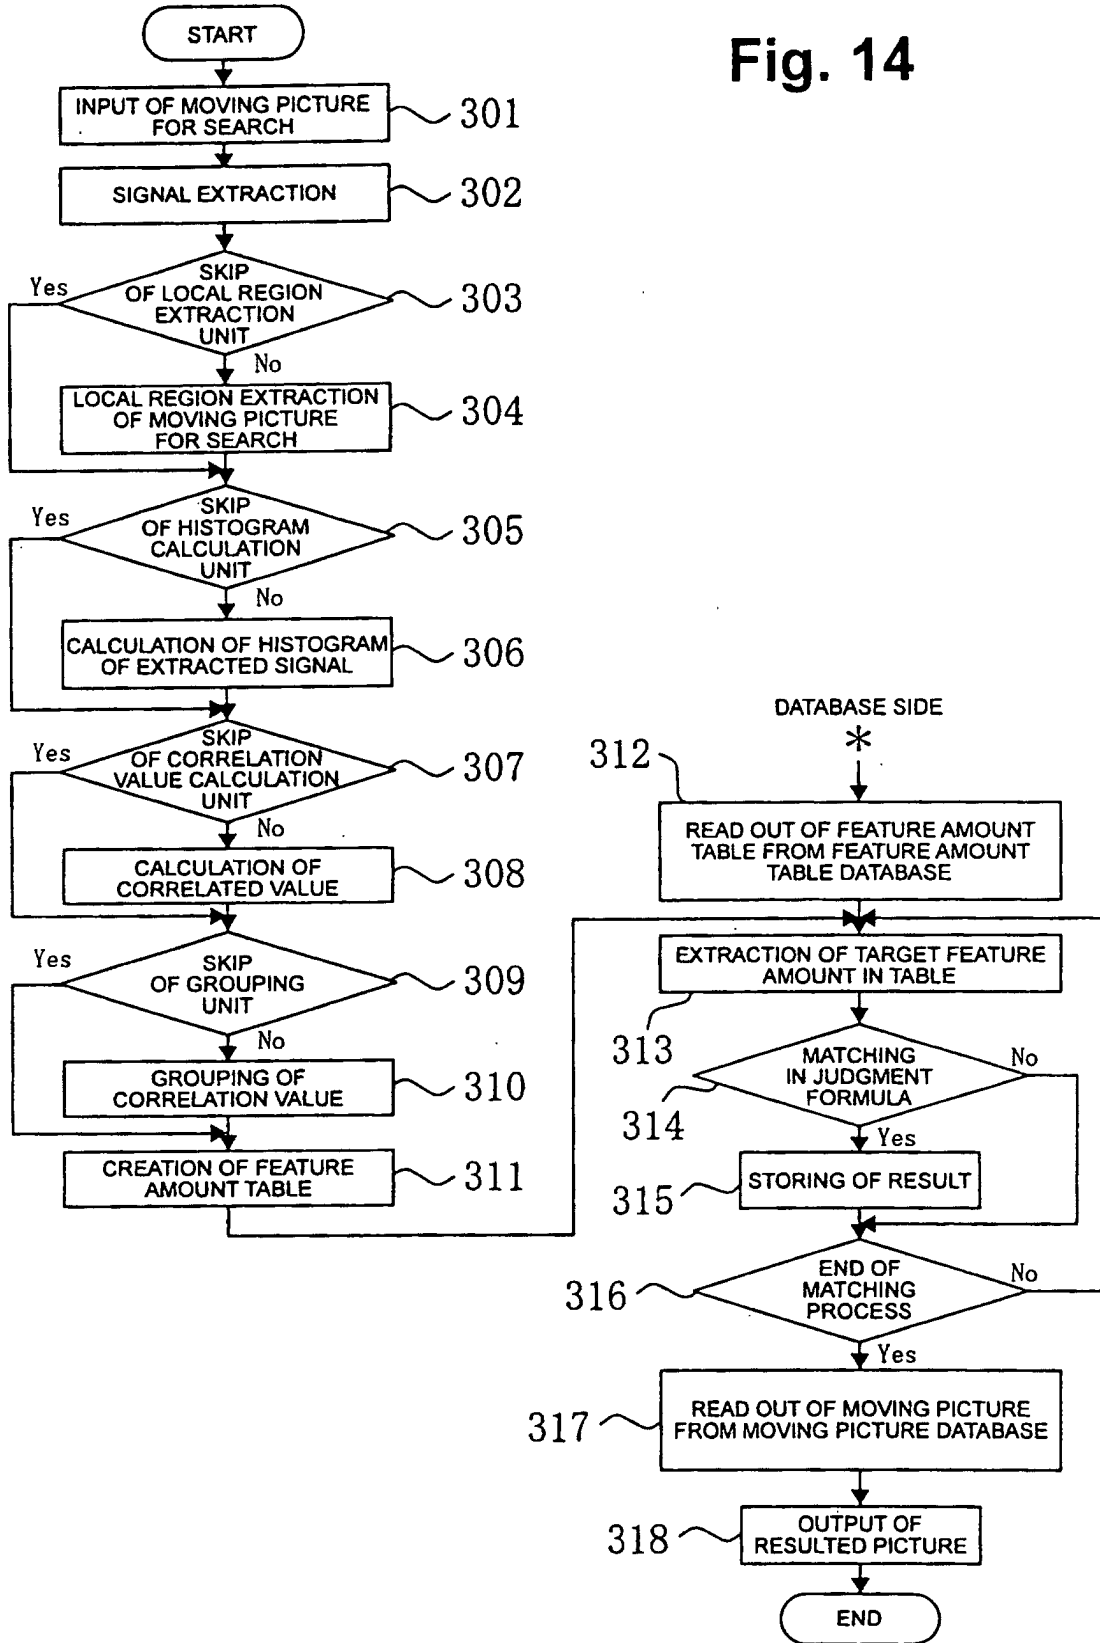 Fig. 14
START
INPUT OF MOVING PICTURE
FOR SEARCH
301
SIGNAL EXTRACTION
302
SKIP
OF LOCAL REGION
EXTRACTION
UNIT
303
Yes
No
LOCAL REGION EXTRACTION
OF MOVING PICTURE
FOR SEARCH
304
SKIP
OF HISTOGRAM
CALCULATION
UNIT
305
Yes
No
CALCULATION OF HISTOGRAM
OF EXTRACTED SIGNAL
306
SKIP
OF CORRELATION
VALUE CALCULATION
UNIT
307
Yes
No
CALCULATION OF
CORRELATED VALUE
308
SKIP
OF GROUPING
UNIT
309
Yes
No
GROUPING OF
CORRELATION VALUE
310
CREATION OF FEATURE
AMOUNT TABLE
311
DATABASE SIDE
*
312
READ OUT OF FEATURE AMOUNT
TABLE FROM FEATURE AMOUNT
TABLE DATABASE
EXTRACTION OF TARGET FEATURE
AMOUNT IN TABLE
313
MATCHING
IN JUDGMENT
FORMULA
314
No
Yes
STORING OF RESULT
315
END OF
MATCHING
PROCESS
316
No
Yes
READ OUT OF MOVING PICTURE
FROM MOVING PICTURE DATABASE
317
OUTPUT OF
RESULTED PICTURE
318
END